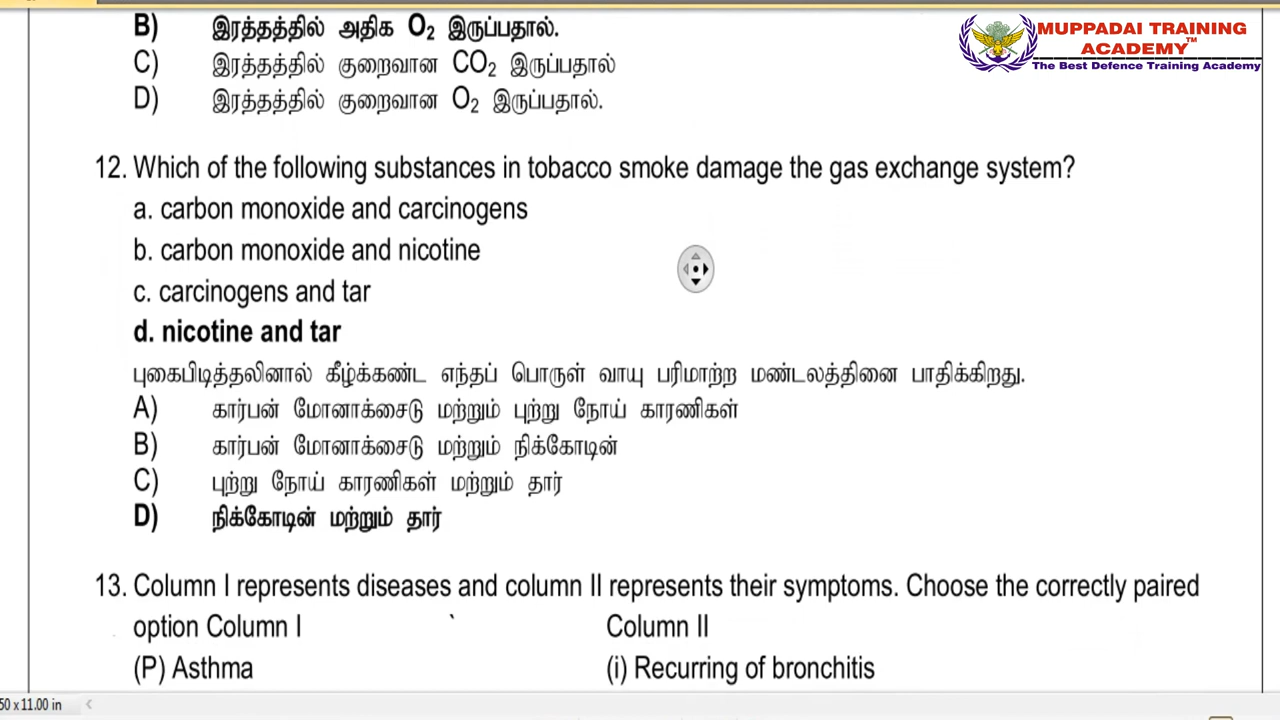 B) இரத்தத்தில் அதிக O₂ இருப்பதால்.
MUPPADAI TRAINING
ACADEMY™
The Best Defence Training Academy
C) இரத்தத்தில் குறைவான CO₂ இருப்பதால்
D) இரத்தத்தில் குறைவான O₂ இருப்பதால்.
12. Which of the following substances in tobacco smoke damage the gas exchange system?
a. carbon monoxide and carcinogens
b. carbon monoxide and nicotine
c. carcinogens and tar
d. nicotine and tar
புகைபிடித்தலினால் கீழ்க்கண்ட எந்தப் பொருள் வாயு பரிமாற்ற மண்டலத்தினை பாதிக்கிறது.
A) கார்பன் மோனாக்சைடு மற்றும் புற்று நோய் காரணிகள்
B) கார்பன் மோனாக்சைடு மற்றும் நிக்கோடின்
C) புற்று நோய் காரணிகள் மற்றும் தார்
D) நிக்கோடின் மற்றும் தார்
13. Column I represents diseases and column II represents their symptoms. Choose the correctly paired
option Column I ` Column II
(P) Asthma (i) Recurring of bronchitis
50 x 11.00 in